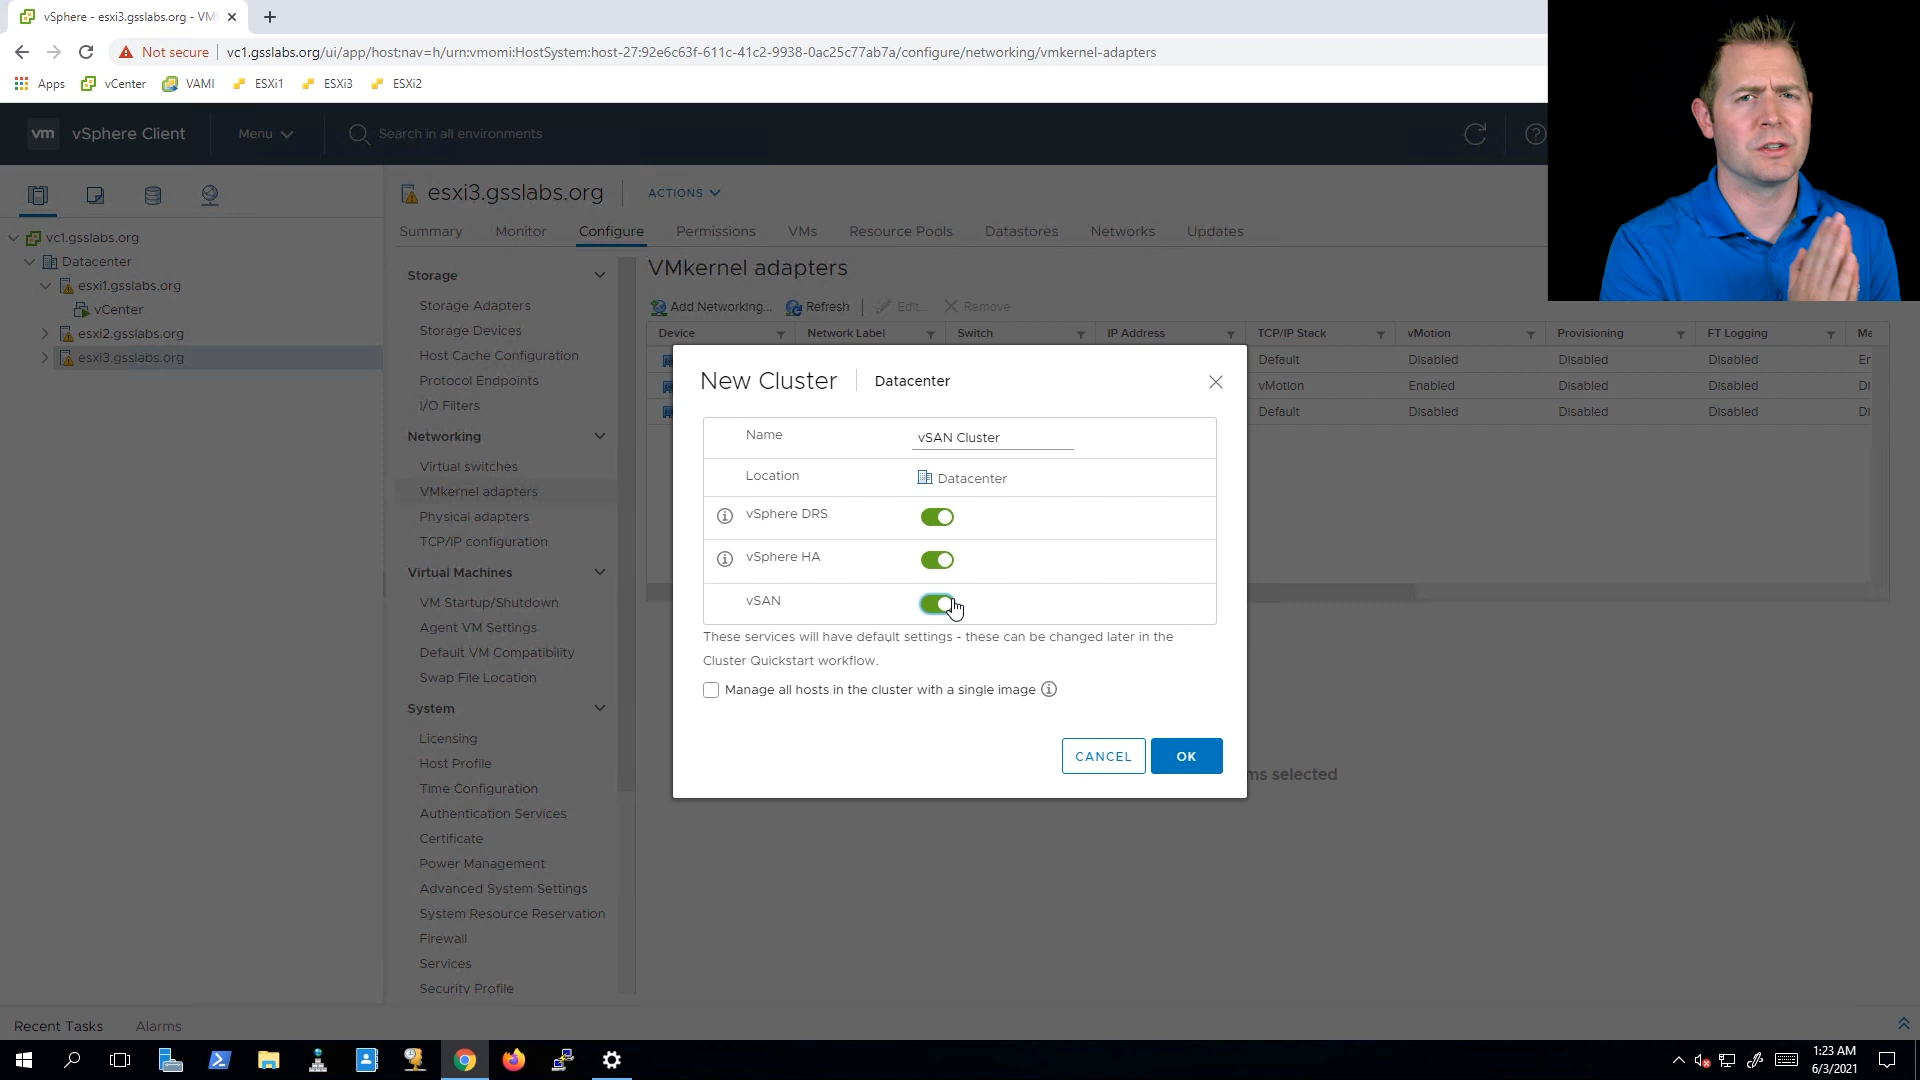 vSphere - esxi3.gsslabs.org - VM
Not secure vc1.gsslabs.org/ui/app/host;nav=h/urn:vmomi:HostSystem:host-27:92e6c63f-611c-41c2-9938-0ac25c77ab7a/configure/networking/vmkernel-adapters
Apps vCenter VAMI ESXi1 ESXi3 ESXi2
vm vSphere Client Menu Search in all environments
esxi3.gsslabs.org ACTIONS
Summary Monitor Configure Permissions VMs Resource Pools Datastores Networks Updates
vc1.gsslabs.org
Datacenter
esxi1.gsslabs.org
vCenter
esxi2.gsslabs.org
esxi3.gsslabs.org
Storage
Storage Adapters
Storage Devices
Host Cache Configuration
Protocol Endpoints
I/O Filters
Networking
Virtual switches
VMkernel adapters
Physical adapters
TCP/IP configuration
Virtual Machines
VM Startup/Shutdown
Agent VM Settings
Default VM Compatibility
Swap File Location
System
Licensing
Host Profile
Time Configuration
Authentication Services
Certificate
Power Management
Advanced System Settings
System Resource Reservation
Firewall
Services
Security Profile
VMkernel adapters
Add Networking... Refresh Edit... Remove
Device Network Label Switch IP Address TCP/IP Stack vMotion Provisioning FT Logging Ma
Default Disabled Disabled Disabled Er
vMotion Enabled Disabled Disabled Di
Default Disabled Disabled Disabled Di
New Cluster Datacenter
Name vSAN Cluster
Location Datacenter
vSphere DRS
vSphere HA
vSAN
These services will have default settings - these can be changed later in the
Cluster Quickstart workflow.
Manage all hosts in the cluster with a single image
CANCEL OK
ms selected
Recent Tasks Alarms
1:23 AM
6/3/2021